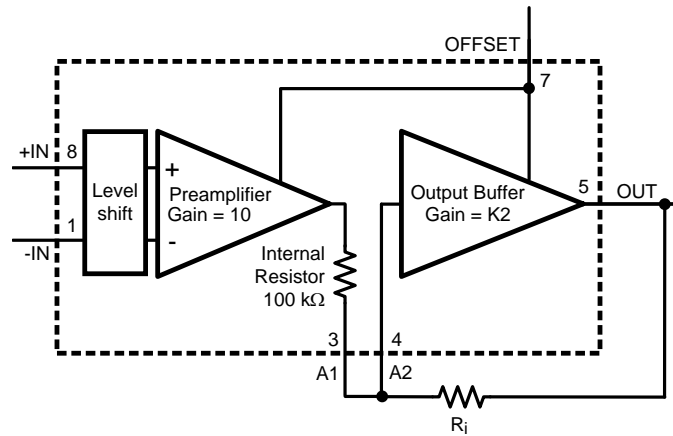 OFFSET
7
+IN
8
Level
shift
1
-IN
+
-
Preamplifier
Gain = 10
Output Buffer
Gain = K2
5
OUT
Internal
Resistor
100 kΩ
3
4
A1
A2
Ri